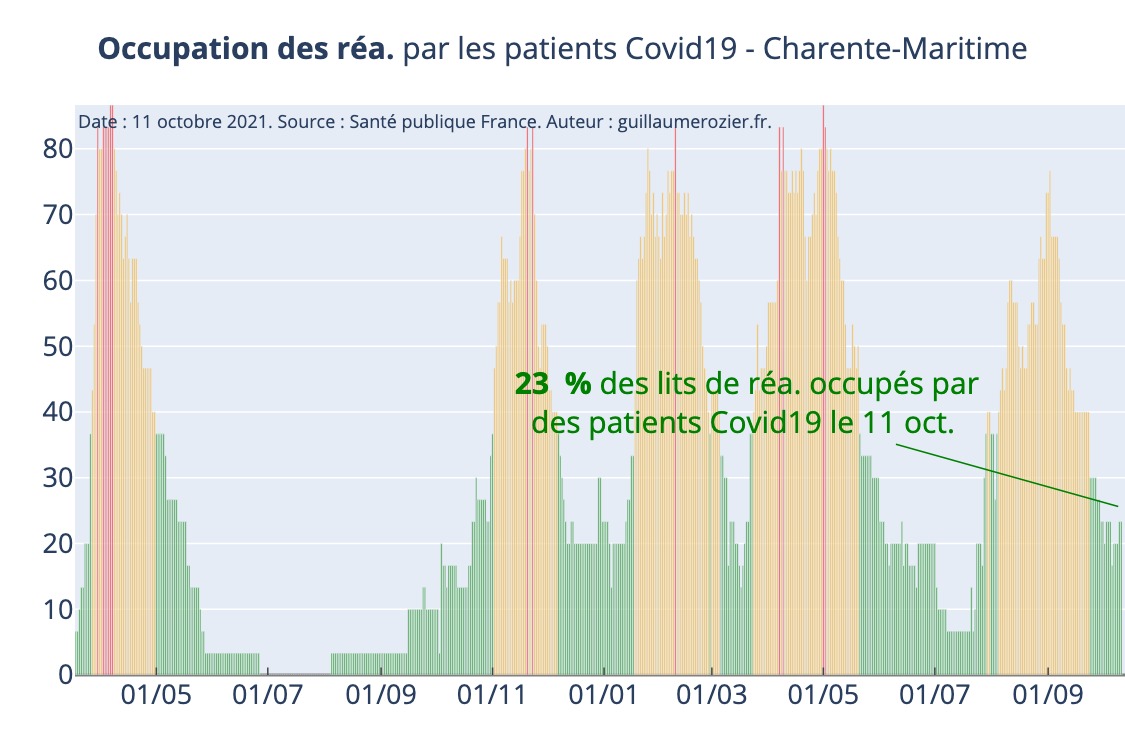 Occupation des réa. par les patients Covid19 - Charente-Maritime
Date : 11 octobre 2021. Source : Santé publique France. Auteur : guillaumerozier.fr.
80
70
60
50
40
30
20
10
0
23 % des lits de réa. occupés par
des patients Covid19 le 11 oct.
01/05 01/07 01/09 01/11 01/01 01/03 01/05 01/07 01/09